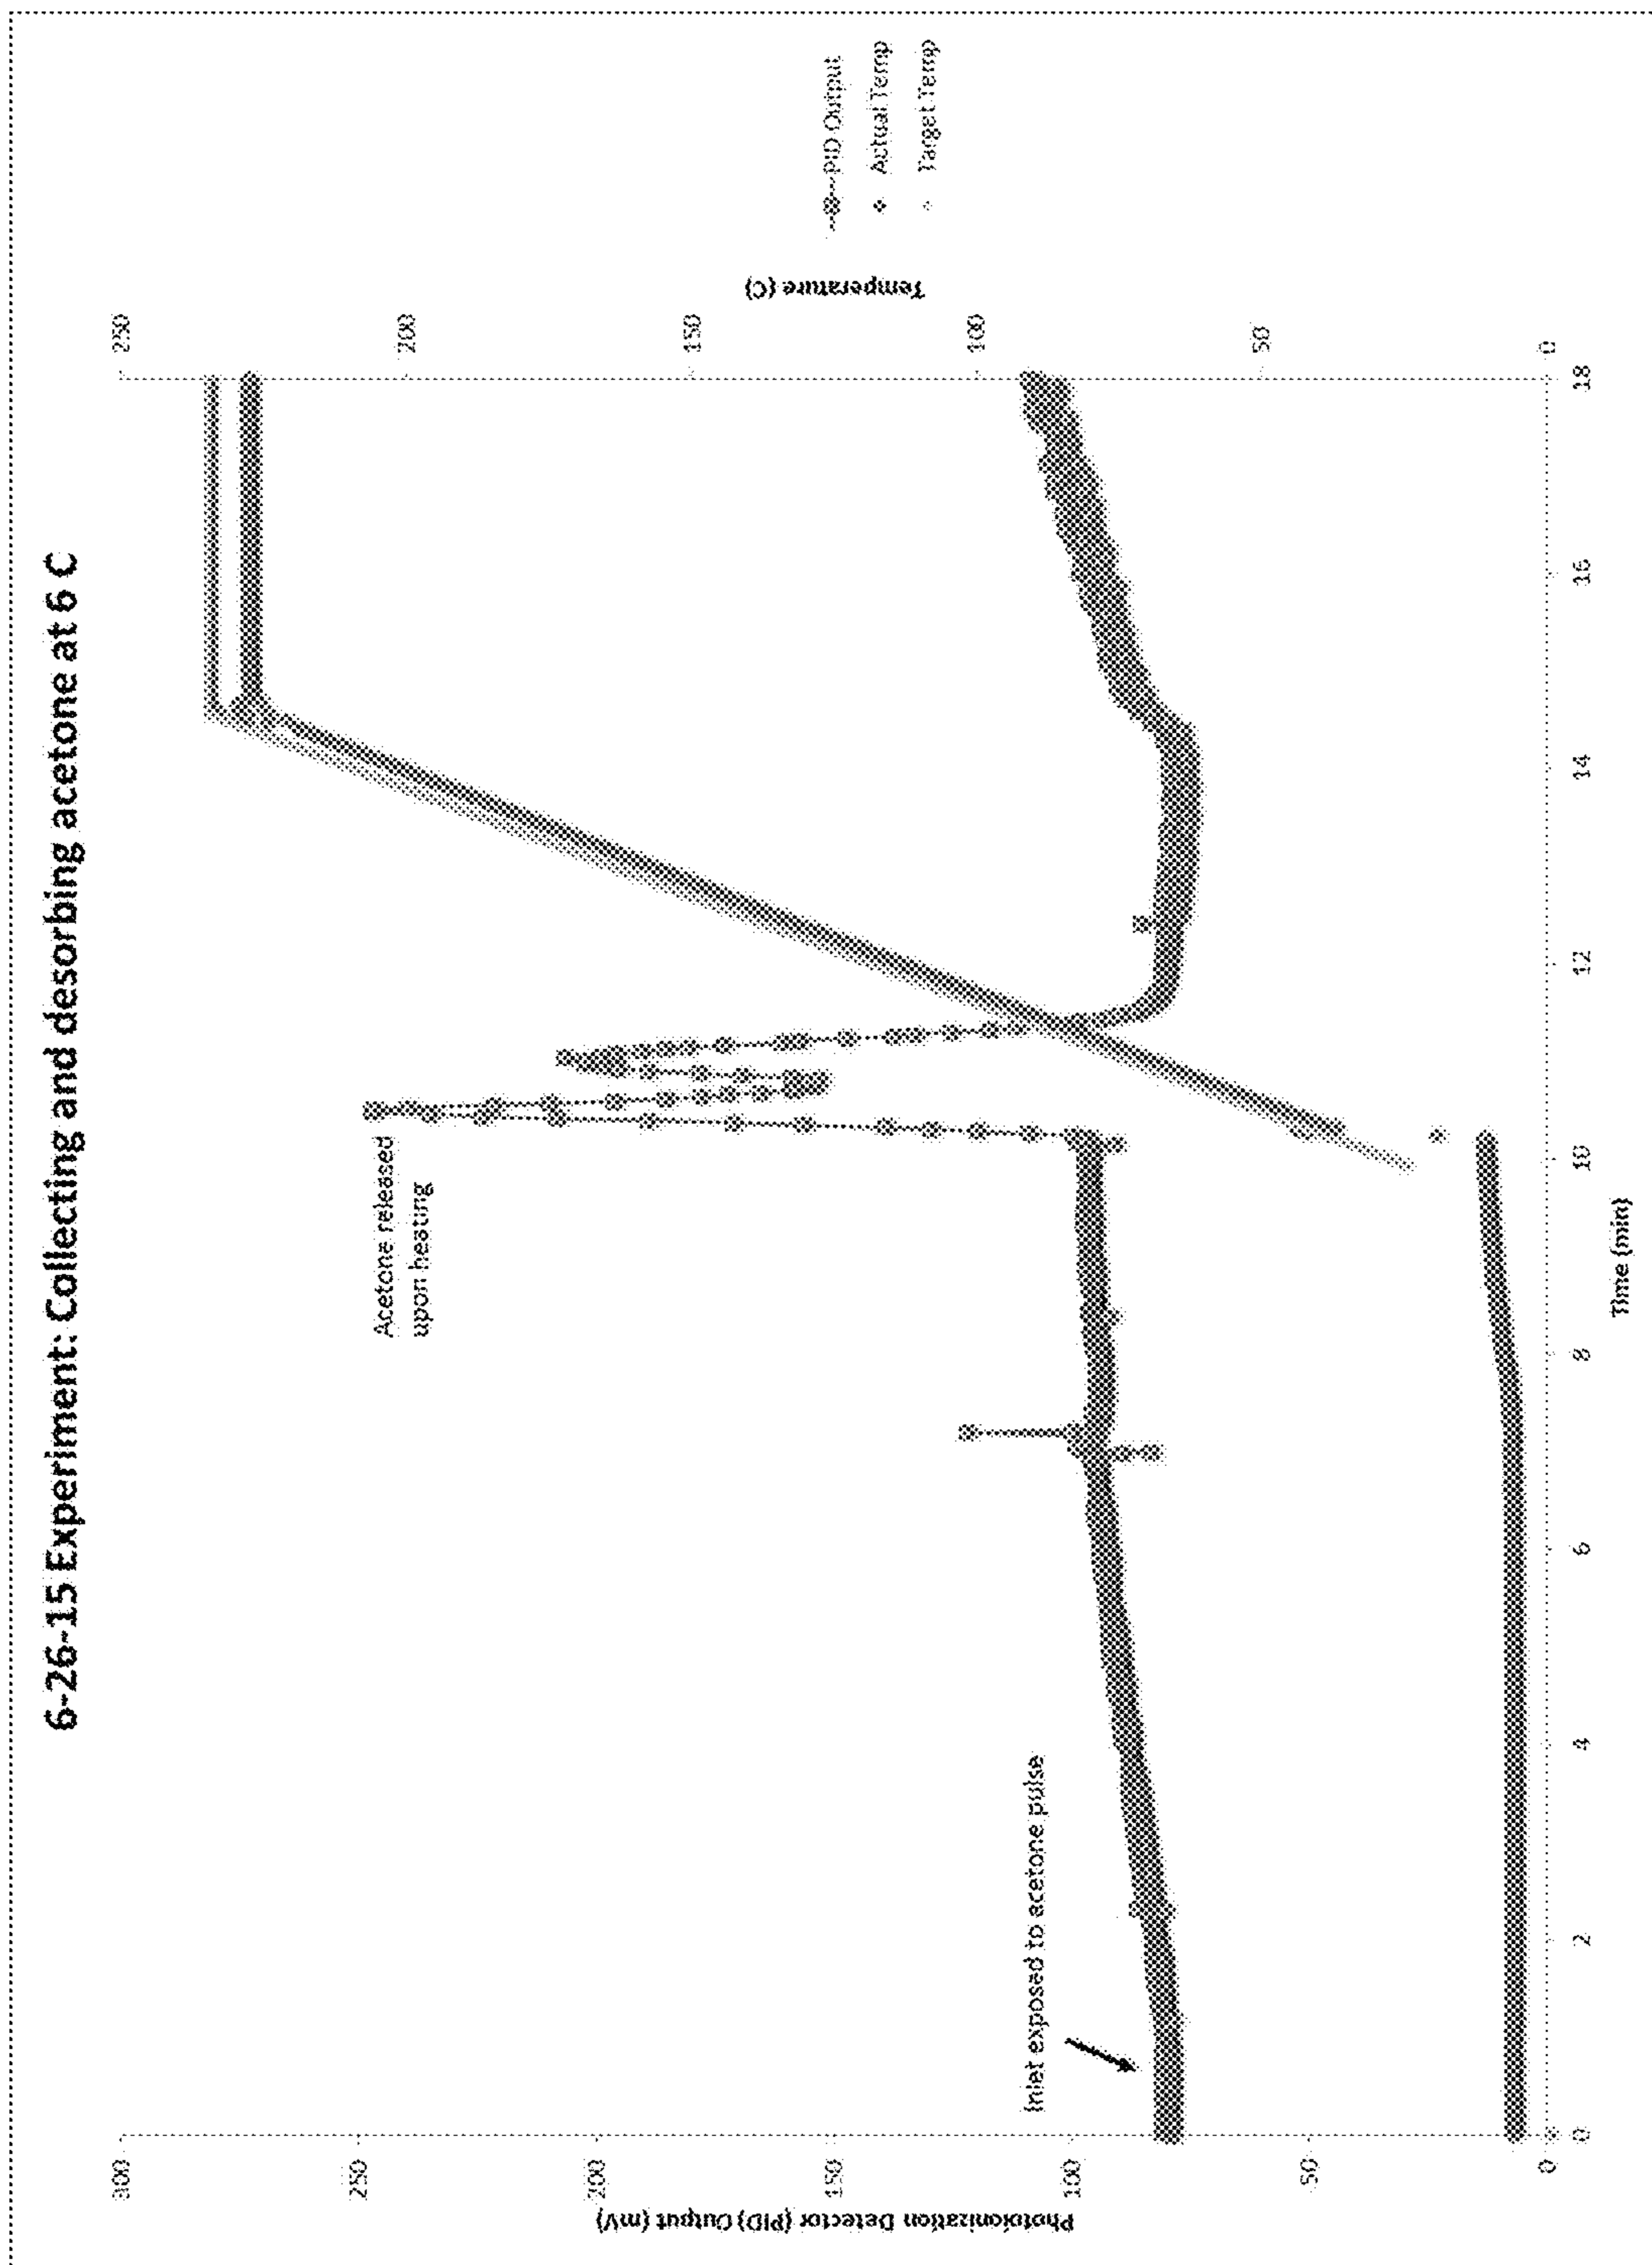 6-26-15 Experiment: Collecting and desorbing acetone at 6 C
300
250
200
150
100
50
0
Photoionization Detector (PID) Output (mV)
Inlet exposed to acetone pulse
Acetone released
upon heating
0
2
4
6
8
10
12
14
16
18
Time (min)
250
200
150
100
50
0
Temperature (C)
PID Output
Actual Temp
Target Temp